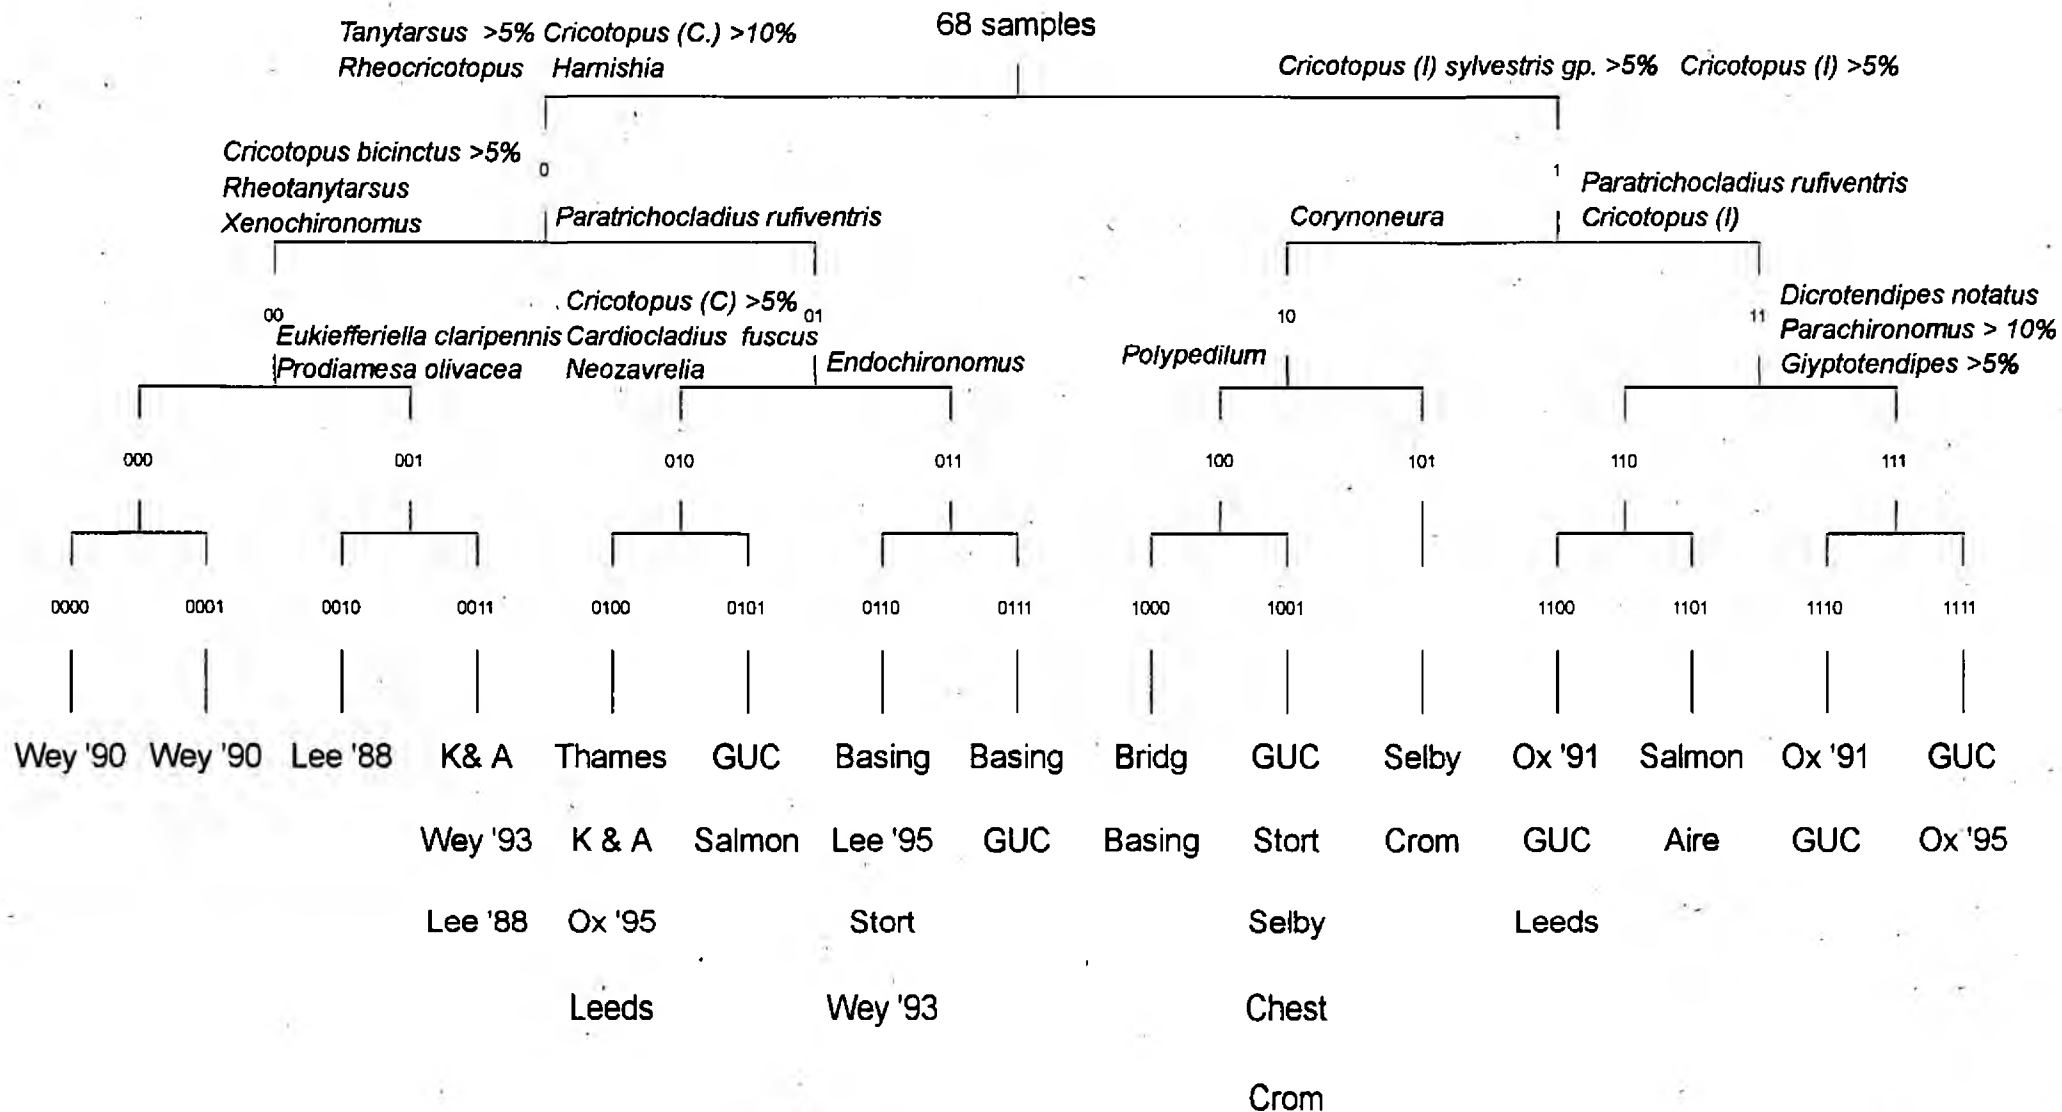 68 samples
Tanytarsus >5% Cricotopus (C.) >10%
Rheocricotopus Harnishia
Cricotopus (I) sylvestris gp. >5% Cricotopus (I) >5%
0
1
Cricotopus bicinctus >5%
Rheotanytarsus
Xenochironomus
Paratrichocladius rufiventris
Corynoneura
Paratrichocladius rufiventris
Cricotopus (I)
00
01
10
11
Eukiefferiella claripennis
Prodiamesa olivacea
Cricotopus (C) >5%
Cardiocladius fuscus
Neozavrelia
Endochironomus
Polypedilum
Dicrotendipes notatus
Parachironomus > 10%
Glyptotendipes >5%
000 001 010 011 100 101 110 111
0000 0001 0010 0011 0100 0101 0110 0111 1000 1001 1100 1101 1110 1111
Wey '90 Wey '90 Lee '88 K& A Thames GUC Basing Basing Bridg GUC Selby Ox '91 Salmon Ox '91 GUC
Wey '93 K & A Salmon Lee '95 GUC Basing Stort Crom GUC Aire GUC Ox '95
Lee '88 Ox '95 Stort Selby Leeds
Leeds Wey '93 Chest
Crom